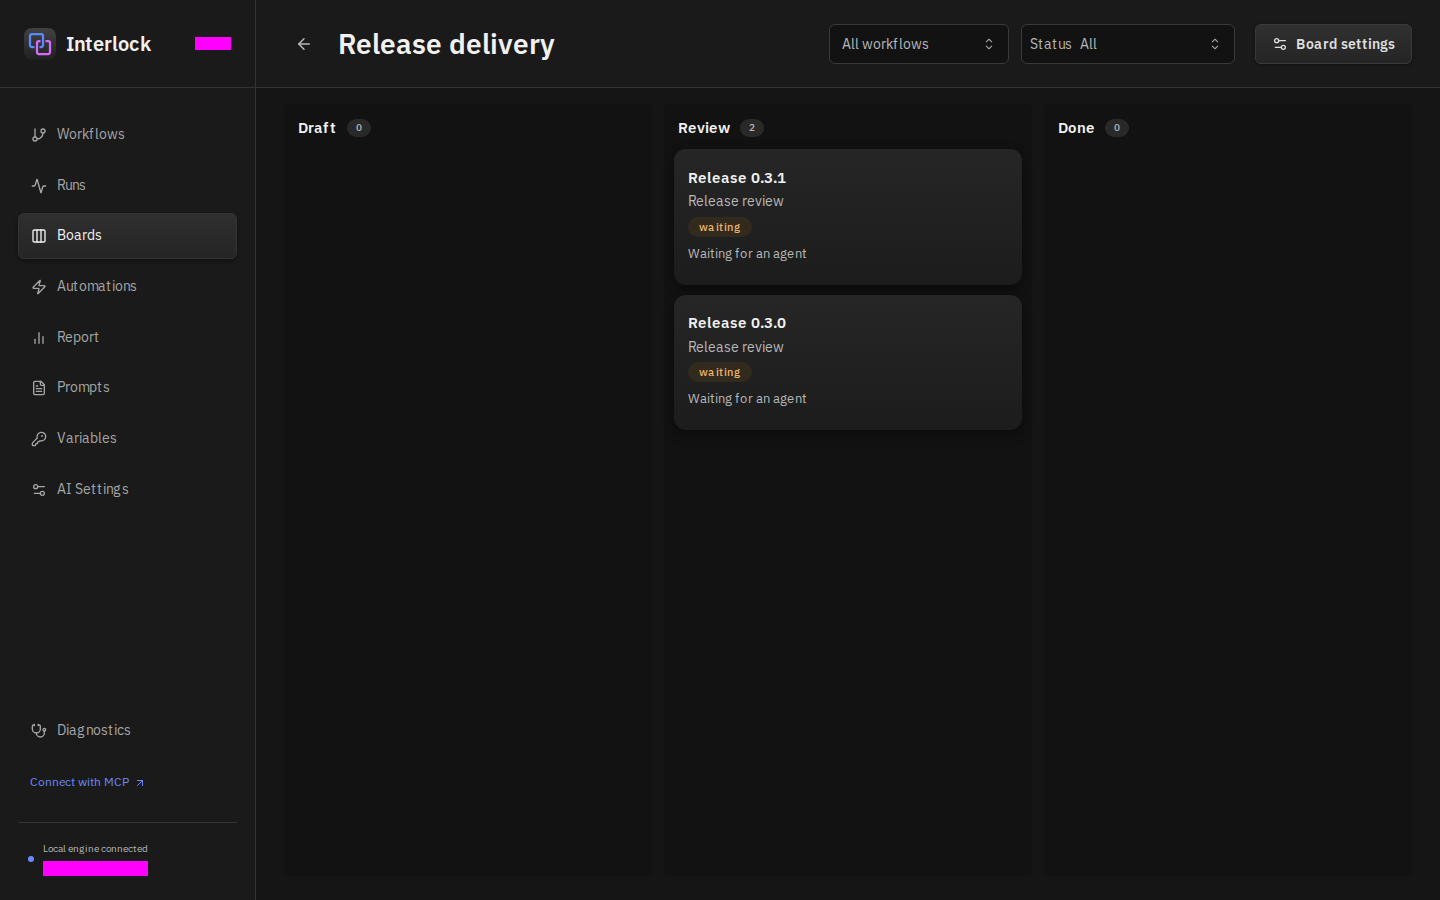 Interlock
Release delivery
All workflows
Status All
Board settings
Workflows
Runs
Boards
Automations
Report
Prompts
Variables
AI Settings
Diagnostics
Connect with MCP
Local engine connected
Draft 0
Review 2
Release 0.3.1
Release review
waiting
Waiting for an agent
Release 0.3.0
Release review
waiting
Waiting for an agent
Done 0